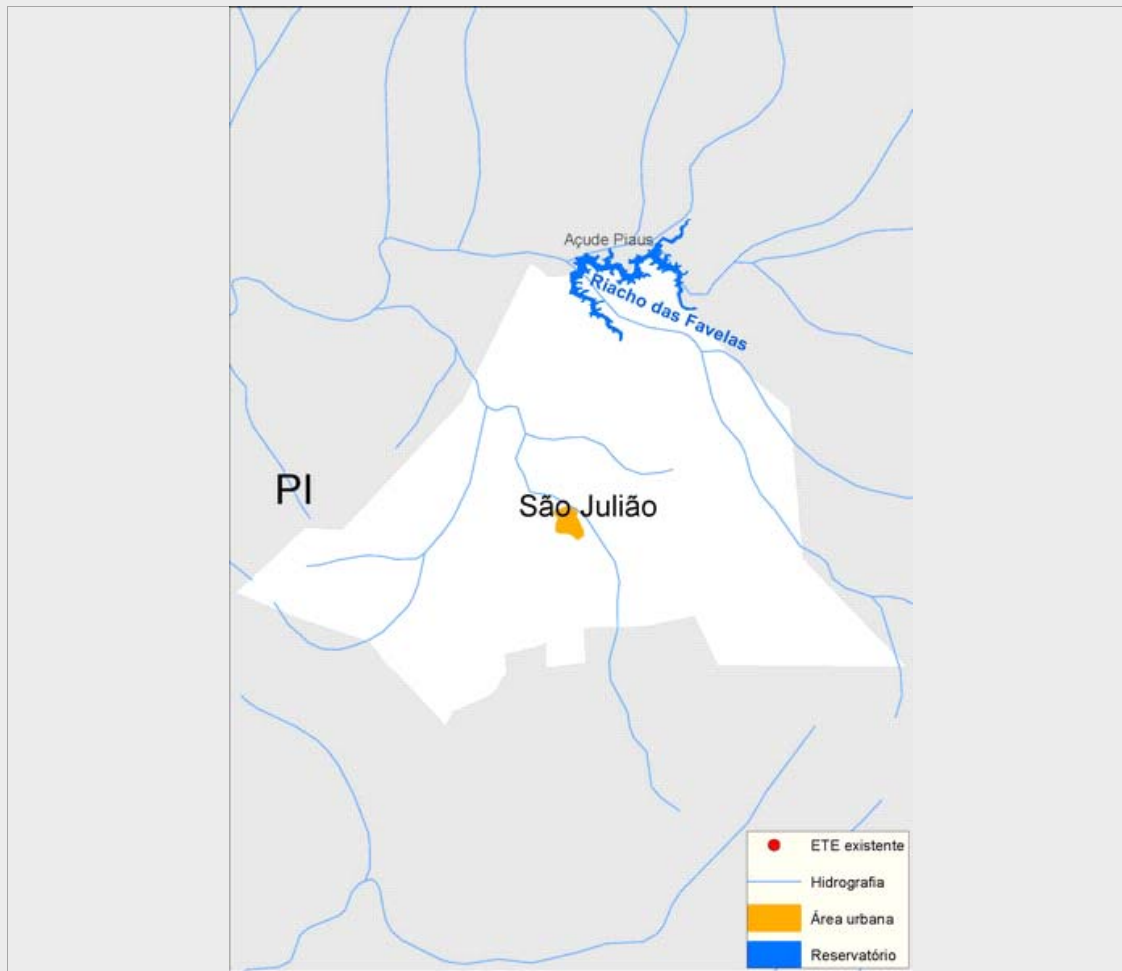 Açude Piaus
Riacho das Favelas
PI
São Julião
ETE existente
Hidrografia
Área urbana
Reservatório